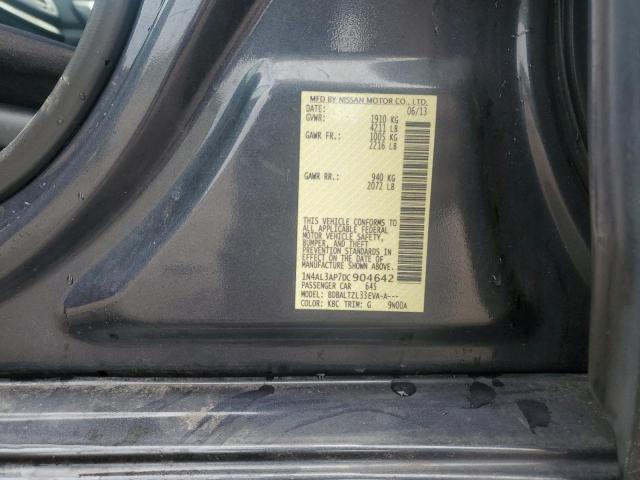 MFD BY NISSAN MOTOR CO., LTD.
DATE: 06/13
GVWR: 1910 KG
4211 LB
GAWR FR: 1005 KG
2216 LB
GAWR RR.: 940 KG
2072 LB
THIS VEHICLE CONFORMS TO
ALL APPLICABLE FEDERAL
MOTOR VEHICLE SAFETY,
BUMPER, AND THEFT
PREVENTION STANDARDS
IN EFFECT ON THE DATE OF
MANUFACTURE SHOWN ABOVE.
1N4AL3AP7DC904642
PASSENGER CAR 645
MODEL: BDBALTZL33EVA-A---
COLOR: KBC TRIM: G 9N00A